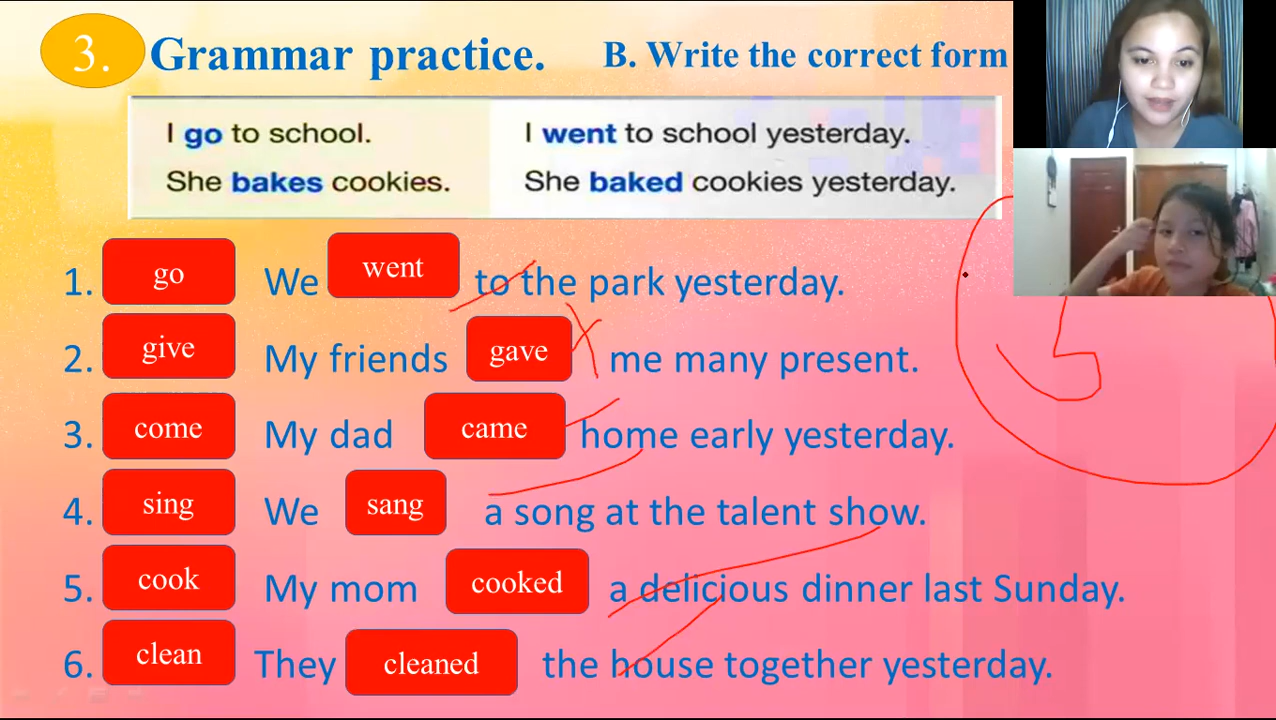 3. Grammar practice. B. Write the correct form
I go to school. I went to school yesterday.
She bakes cookies. She baked cookies yesterday.
1. go We went to the park yesterday.
2. give My friends gave me many present.
3. come My dad came home early yesterday.
4. sing We sang a song at the talent show.
5. cook My mom cooked a delicious dinner last Sunday.
6. clean They cleaned the house together yesterday.